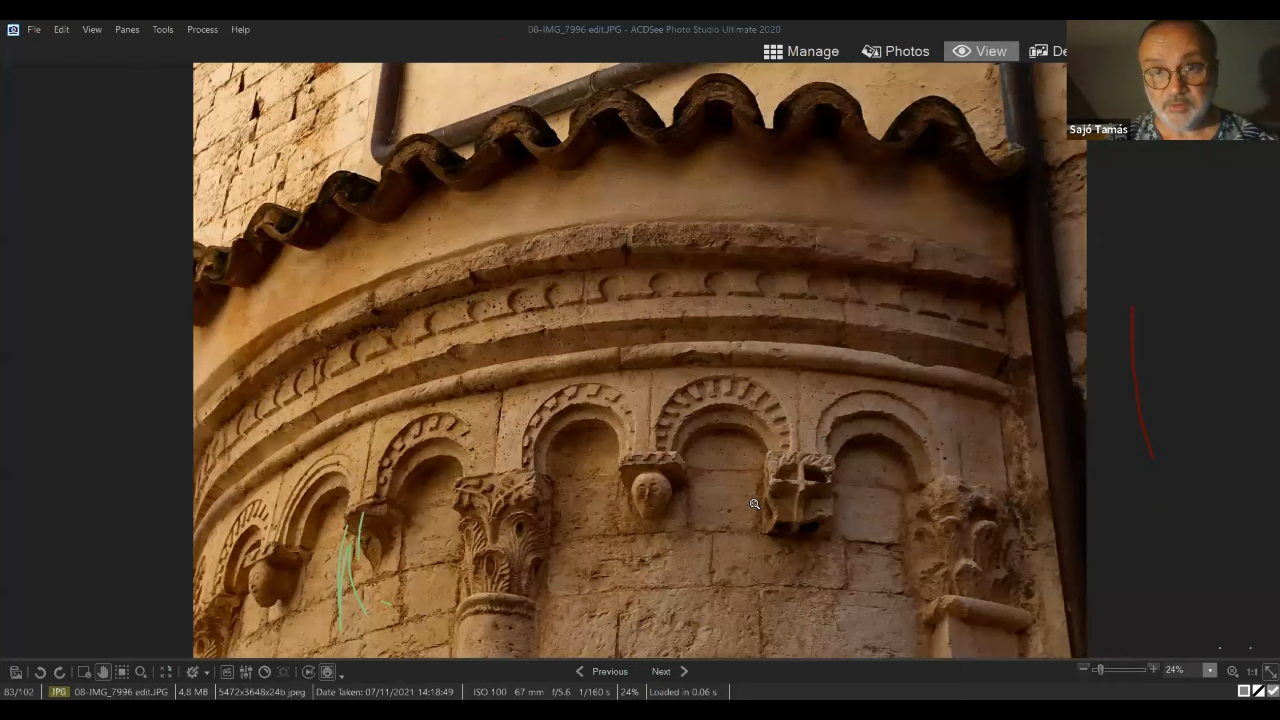 File Edit View Panes Tools Process Help
08-IMG_7996 edit.JPG - ACDSee Photo Studio Ultimate 2020
Manage Photos View De
Sajó Tamás
Previous Next
24%
1:1
83/102 JPG 08-IMG_7996 edit.JPG 4,8 MB 5472x3648x24b jpeg Date Taken: 07/11/2021 14:18:49 ISO 100 67 mm f/5.6 1/160 s 24% Loaded in 0.06 s